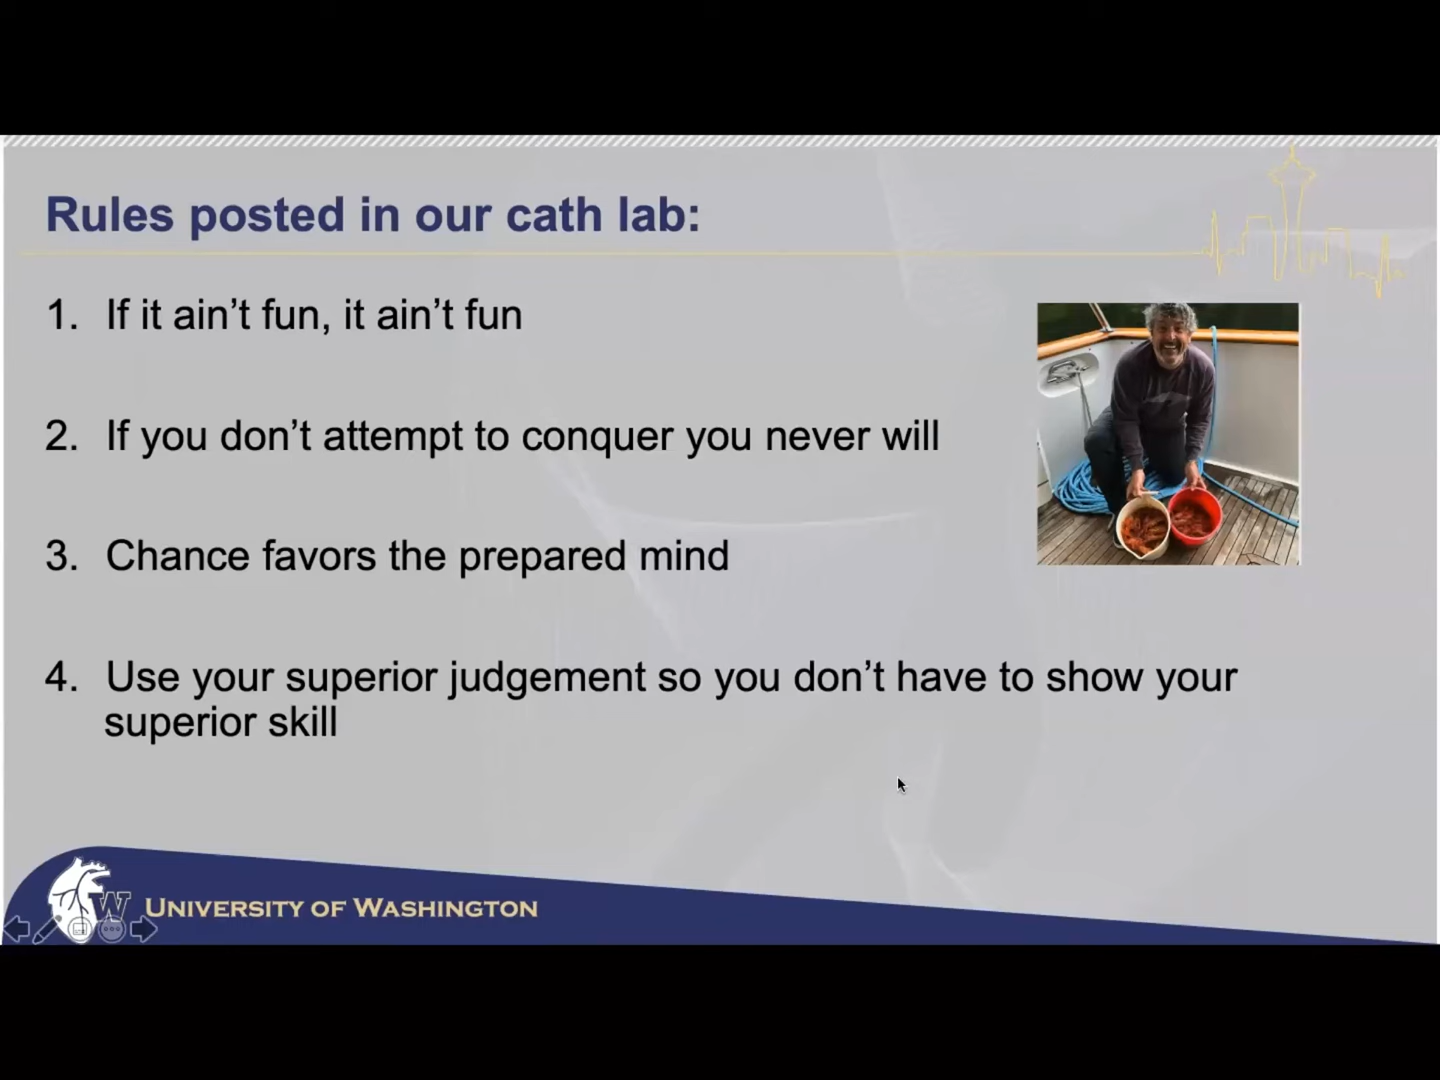 Rules posted in our cath lab:
1. If it ain’t fun, it ain’t fun
2. If you don’t attempt to conquer you never will
3. Chance favors the prepared mind
4. Use your superior judgement so you don’t have to show your
superior skill
W
UNIVERSITY OF WASHINGTON